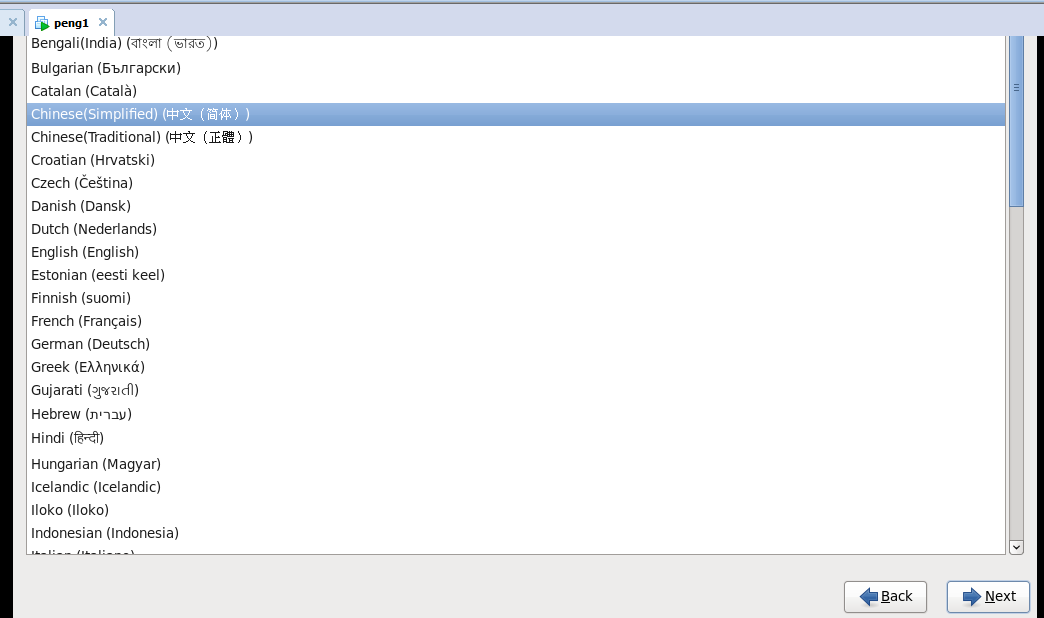 peng1
Bengali(India) (বাংলা (ভারত))
Bulgarian (Български)
Catalan (Català)
Chinese(Simplified) (中文（简体）)
Chinese(Traditional) (中文（正體）)
Croatian (Hrvatski)
Czech (Čeština)
Danish (Dansk)
Dutch (Nederlands)
English (English)
Estonian (eesti keel)
Finnish (suomi)
French (Français)
German (Deutsch)
Greek (Ελληνικά)
Gujarati (ગુજરાતી)
Hebrew (עברית)
Hindi (हिन्दी)
Hungarian (Magyar)
Icelandic (Icelandic)
Iloko (Iloko)
Indonesian (Indonesia)
Italian (Italiano)
Back
Next